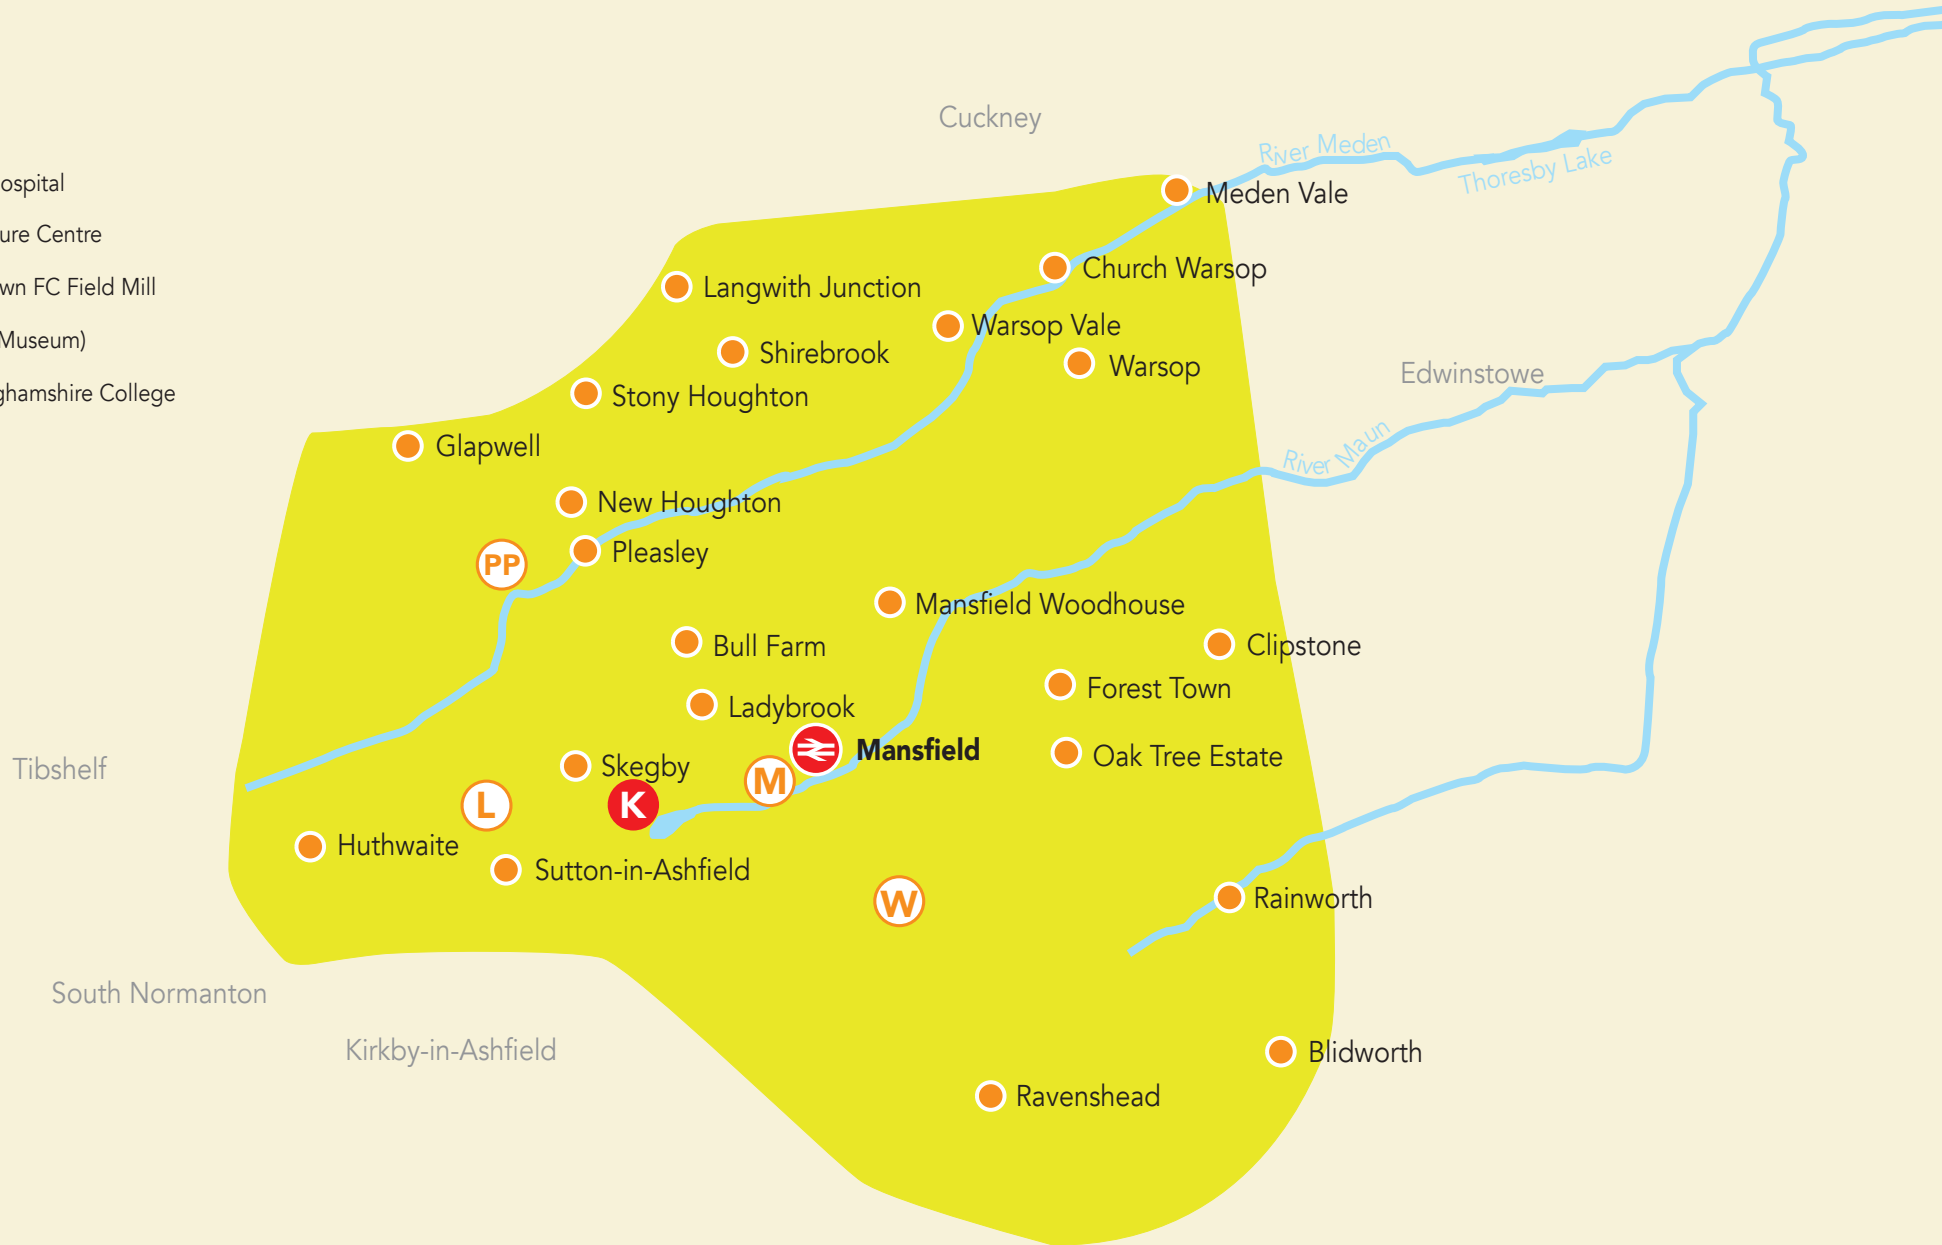 Cuckney
River Meden
Thoresby Lake
ospital
Meden Vale
ure Centre
Church Warsop
wn FC Field Mill
Langwith Junction
Warsop Vale
Museum)
Shirebrook
Warsop
Edwinstowe
ghamshire College
Stony Houghton
Glapwell
River Maun
New Houghton
Pleasley
PP
Mansfield Woodhouse
Bull Farm
Clipstone
Forest Town
Ladybrook
Mansfield
Oak Tree Estate
Tibshelf
Skegby
M
L
K
Huthwaite
Sutton-in-Ashfield
W
Rainworth
South Normanton
Kirkby-in-Ashfield
Blidworth
Ravenshead